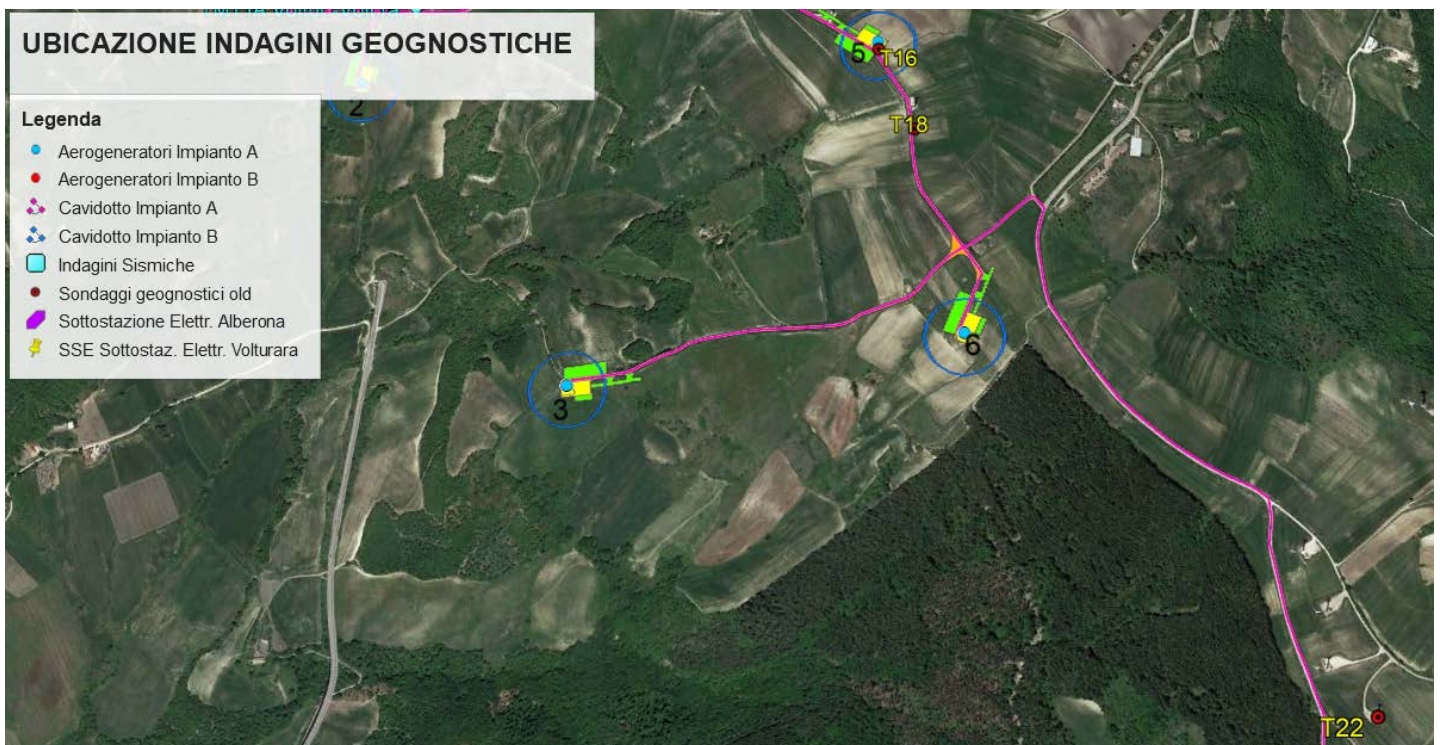 UBICAZIONE INDAGINI GEOGNOSTICHE
Legenda
Aerogeneratori Impianto A
Aerogeneratori Impianto B
Cavidotto Impianto A
Cavidotto Impianto B
Indagini Sismiche
Sondaggi geognostici old
Sottostazione Elettr. Alberona
SSE Sottostaz. Elettr. Volturara
2
5
T16
T18
6
3
T22